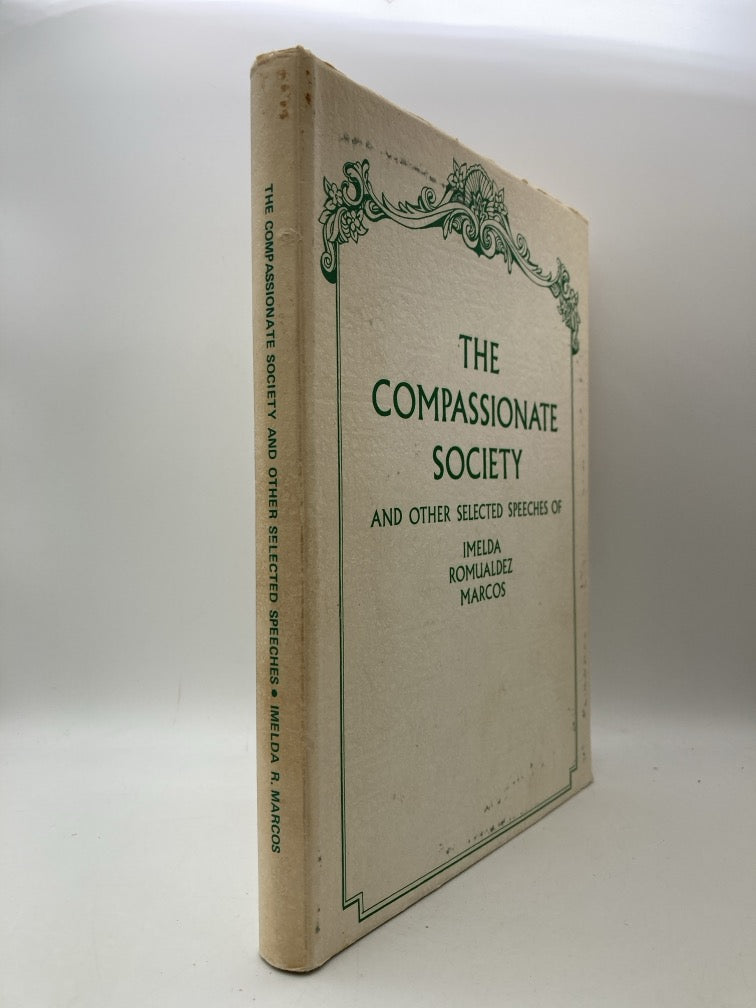 THE COMPASSIONATE SOCIETY AND OTHER SELECTED SPEECHES • IMELDA R. MARCOS
THE
COMPASSIONATE
SOCIETY
AND OTHER SELECTED SPEECHES OF
IMELDA
ROMUALDEZ
MARCOS